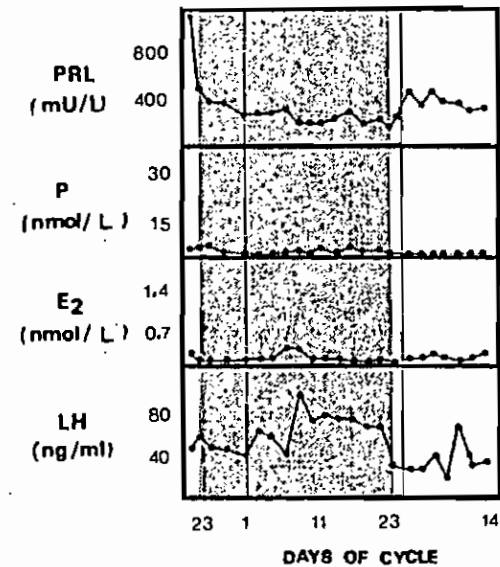 PRL
(mU/L)
800
400
P
(nmol/L)
30
15
E2
(nmol/L)
1.4
0.7
LH
(ng/ml)
80
40
23 1 11 23 14
DAYS OF CYCLE